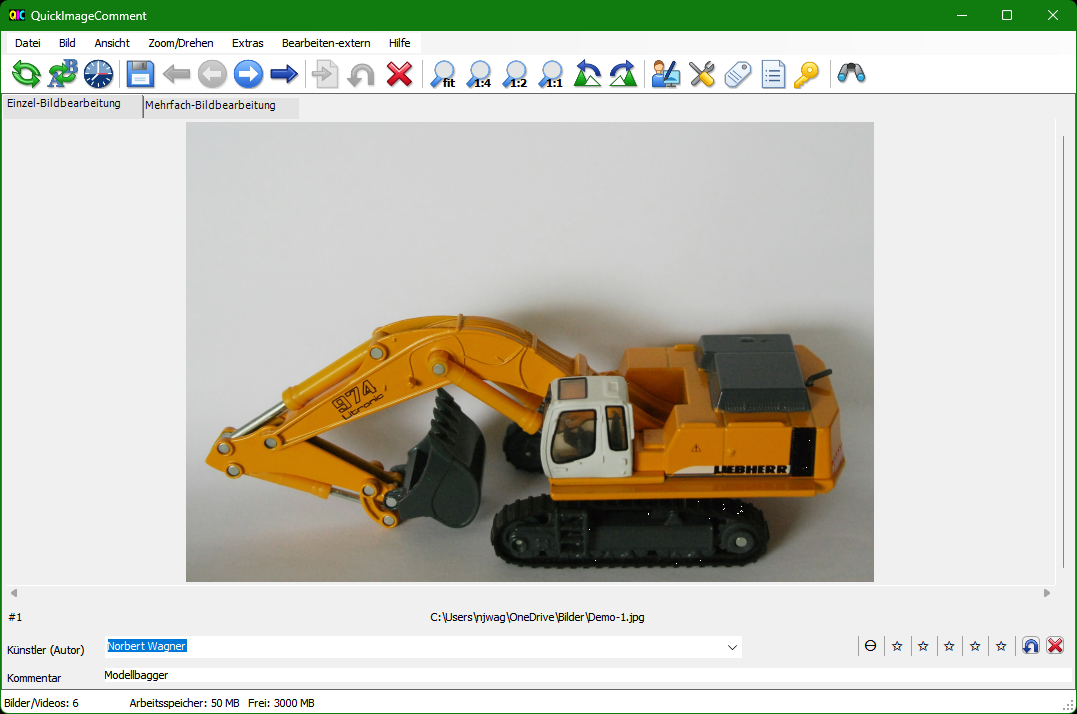 QIC QuickImageComment
Datei Bild Ansicht Zoom/Drehen Extras Bearbeiten-extern Hilfe
A B fit 1:4 1:2 1:1
Einzel-Bildbearbeitung Mehrfach-Bildbearbeitung
974
Litronic
LIEBHERR
#1 C:\Users\njwag\OneDrive\Bilder\Demo-1.jpg
Künstler (Autor) Norbert Wagner
Kommentar Modellbagger
Bilder/Videos: 6 Arbeitsspeicher: 50 MB Frei: 3000 MB